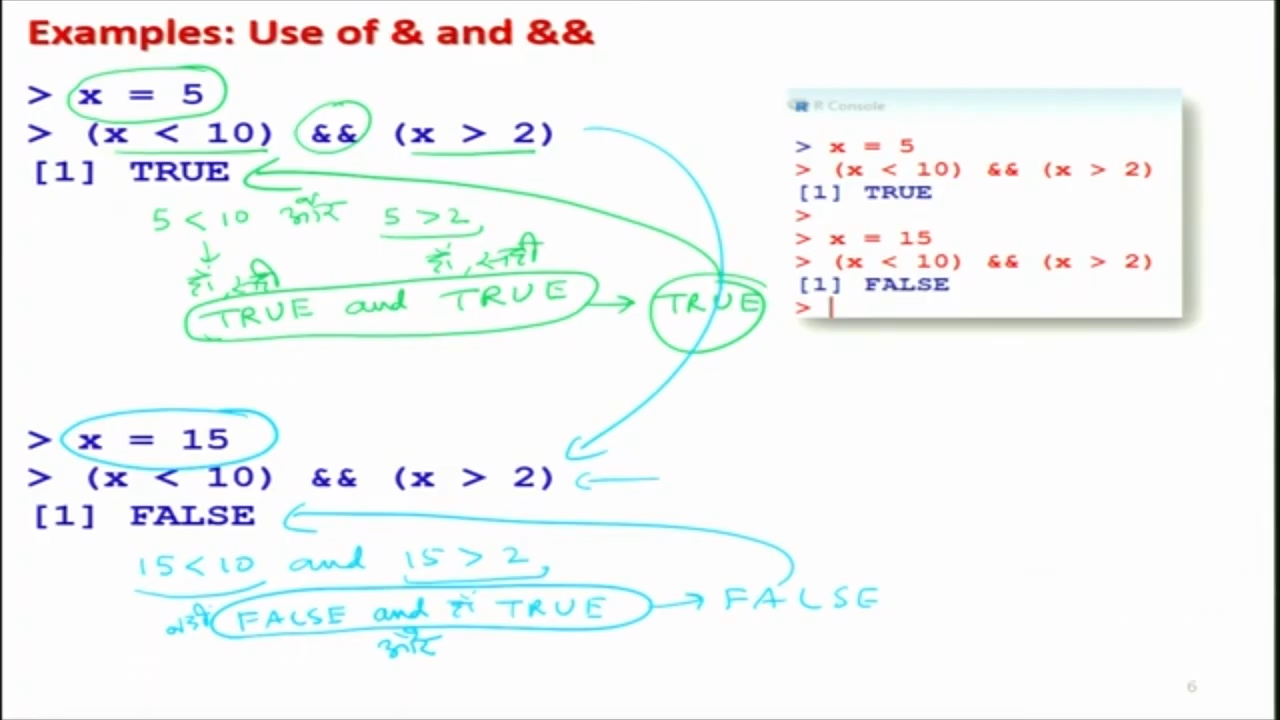 Examples: Use of & and &&
> x = 5
> (x < 10) && (x > 2)
[1] TRUE
5 < 10 और 5 > 2,
हाँ, सही हाँ, सही
TRUE and TRUE → TRUE
> x = 15
> (x < 10) && (x > 2)
[1] FALSE
15 < 10 and 15 > 2,
नहीं FALSE and हाँ TRUE → FALSE
और
R Console
> x = 5
> (x < 10) && (x > 2)
[1] TRUE
>
> x = 15
> (x < 10) && (x > 2)
[1] FALSE
>
6